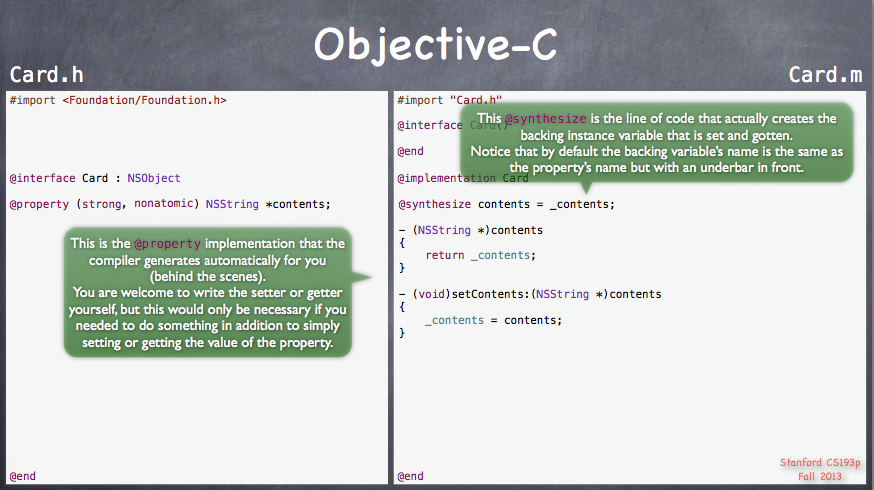 Objective-C
Card.h
Card.m
#import <Foundation/Foundation.h>
@interface Card : NSObject
@property (strong, nonatomic) NSString *contents;
This is the @property implementation that the
compiler generates automatically for you
(behind the scenes).
You are welcome to write the setter or getter
yourself, but this would only be necessary if you
needed to do something in addition to simply
setting or getting the value of the property.
@end
#import "Card.h"
@interface Card()
@end
@implementation Card
This @synthesize is the line of code that actually creates the
backing instance variable that is set and gotten.
Notice that by default the backing variable's name is the same as
the property's name but with an underbar in front.
@synthesize contents = _contents;
- (NSString *)contents
{
return _contents;
}
- (void)setContents:(NSString *)contents
{
_contents = contents;
}
@end
Stanford CS193p
Fall 2013